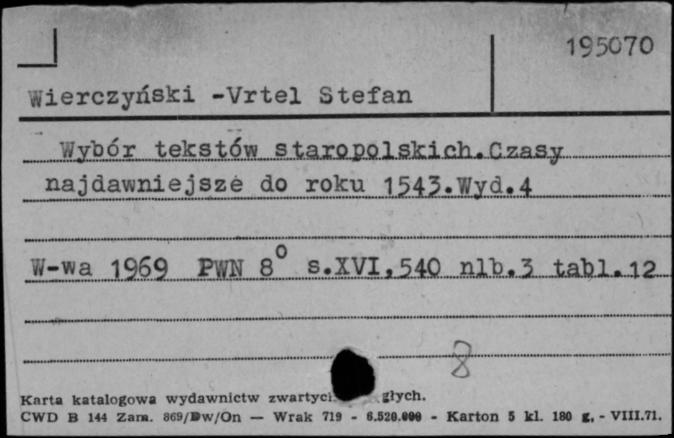 195070
Wierczyński -Vrtel Stefan
Wybór tekstów staropolskich.Czasy
najdawniejsze do roku 1543.Wyd.4
W-wa 1969 PWN 8° s.XVI,540 nlb.3 tabl.12
8
Karta katalogowa wydawnictw głych.
CWD B 144 Zam. 869/Dw/On — Wrak 719 - 6.520.000 - Karton 5 kl. 180 g. - VIII.71.